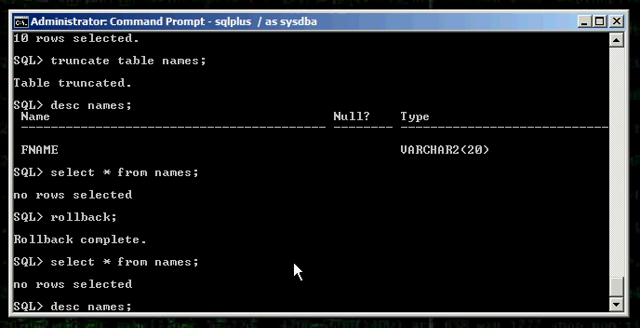 Administrator: Command Prompt - sqlplus / as sysdba
10 rows selected.
SQL> truncate table names;
Table truncated.
SQL> desc names;
Name Null? Type
FNAME VARCHAR2(20)
SQL> select * from names;
no rows selected
SQL> rollback;
Rollback complete.
SQL> select * from names;
no rows selected
SQL> desc names;